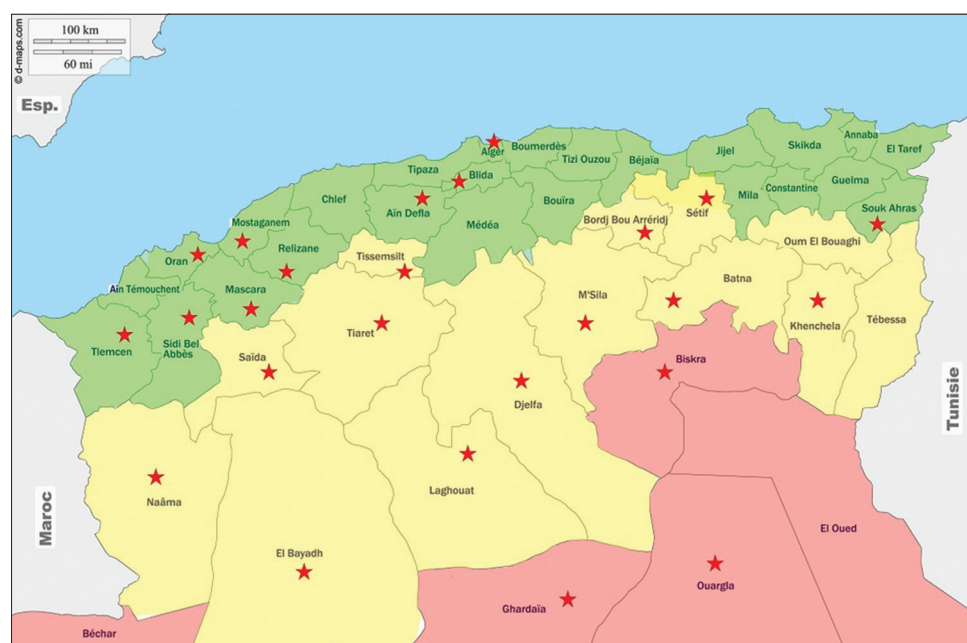 100 km
60 mi
© d-maps.com
Esp.
Maroc
Tunisie
Alger
Boumerdès
Tizi Ouzou
Béjaïa
Jijel
Skikda
Annaba
El Taref
Tipaza
Blida
Chlef
Aïn Defla
Médéa
Bouïra
Bordj Bou Arréridj
Sétif
Mila
Constantine
Guelma
Souk Ahras
Mostaganem
Oran
Relizane
Tissemsilt
Oum El Bouaghi
Aïn Témouchent
Mascara
M'Sila
Batna
Khenchela
Tébessa
Tlemcen
Sidi Bel
Abbès
Saïda
Tiaret
Biskra
Djelfa
Naâma
Laghouat
El Bayadh
El Oued
Ouargla
Ghardaïa
Béchar